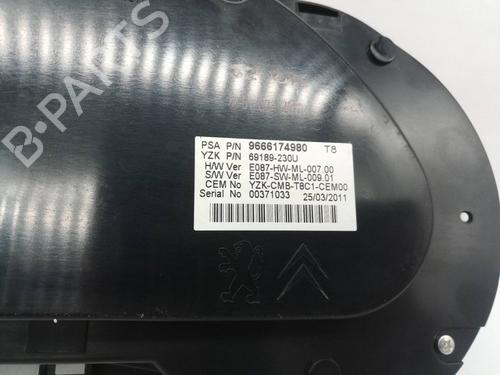 B-PARTS
PSA P/N 9666174980 T8
YZK P/N 69189-230U
H/W Ver E087-HW-ML-007.00
S/W Ver E087-SW-ML-009.01
CEM No YZK-CMB-T8C1-CEM00
Serial No 00371033 25/03/2011